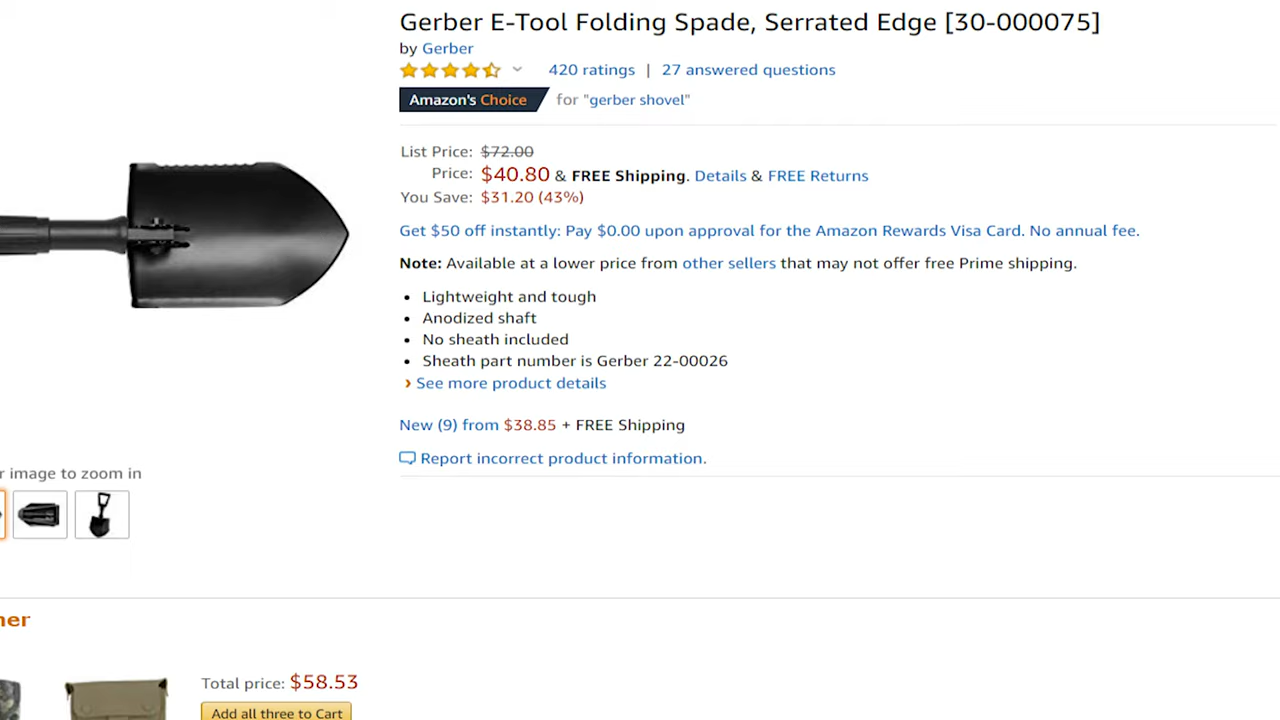 Gerber E-Tool Folding Spade, Serrated Edge [30-000075]
by Gerber
420 ratings | 27 answered questions
Amazon's Choice for "gerber shovel"
List Price: $72.00
Price: $40.80 & FREE Shipping. Details & FREE Returns
You Save: $31.20 (43%)
Get $50 off instantly: Pay $0.00 upon approval for the Amazon Rewards Visa Card. No annual fee.
Note: Available at a lower price from other sellers that may not offer free Prime shipping.
• Lightweight and tough
• Anodized shaft
• No sheath included
• Sheath part number is Gerber 22-00026
› See more product details
New (9) from $38.85 + FREE Shipping
Report incorrect product information.
image to zoom in
Total price: $58.53
Add all three to Cart